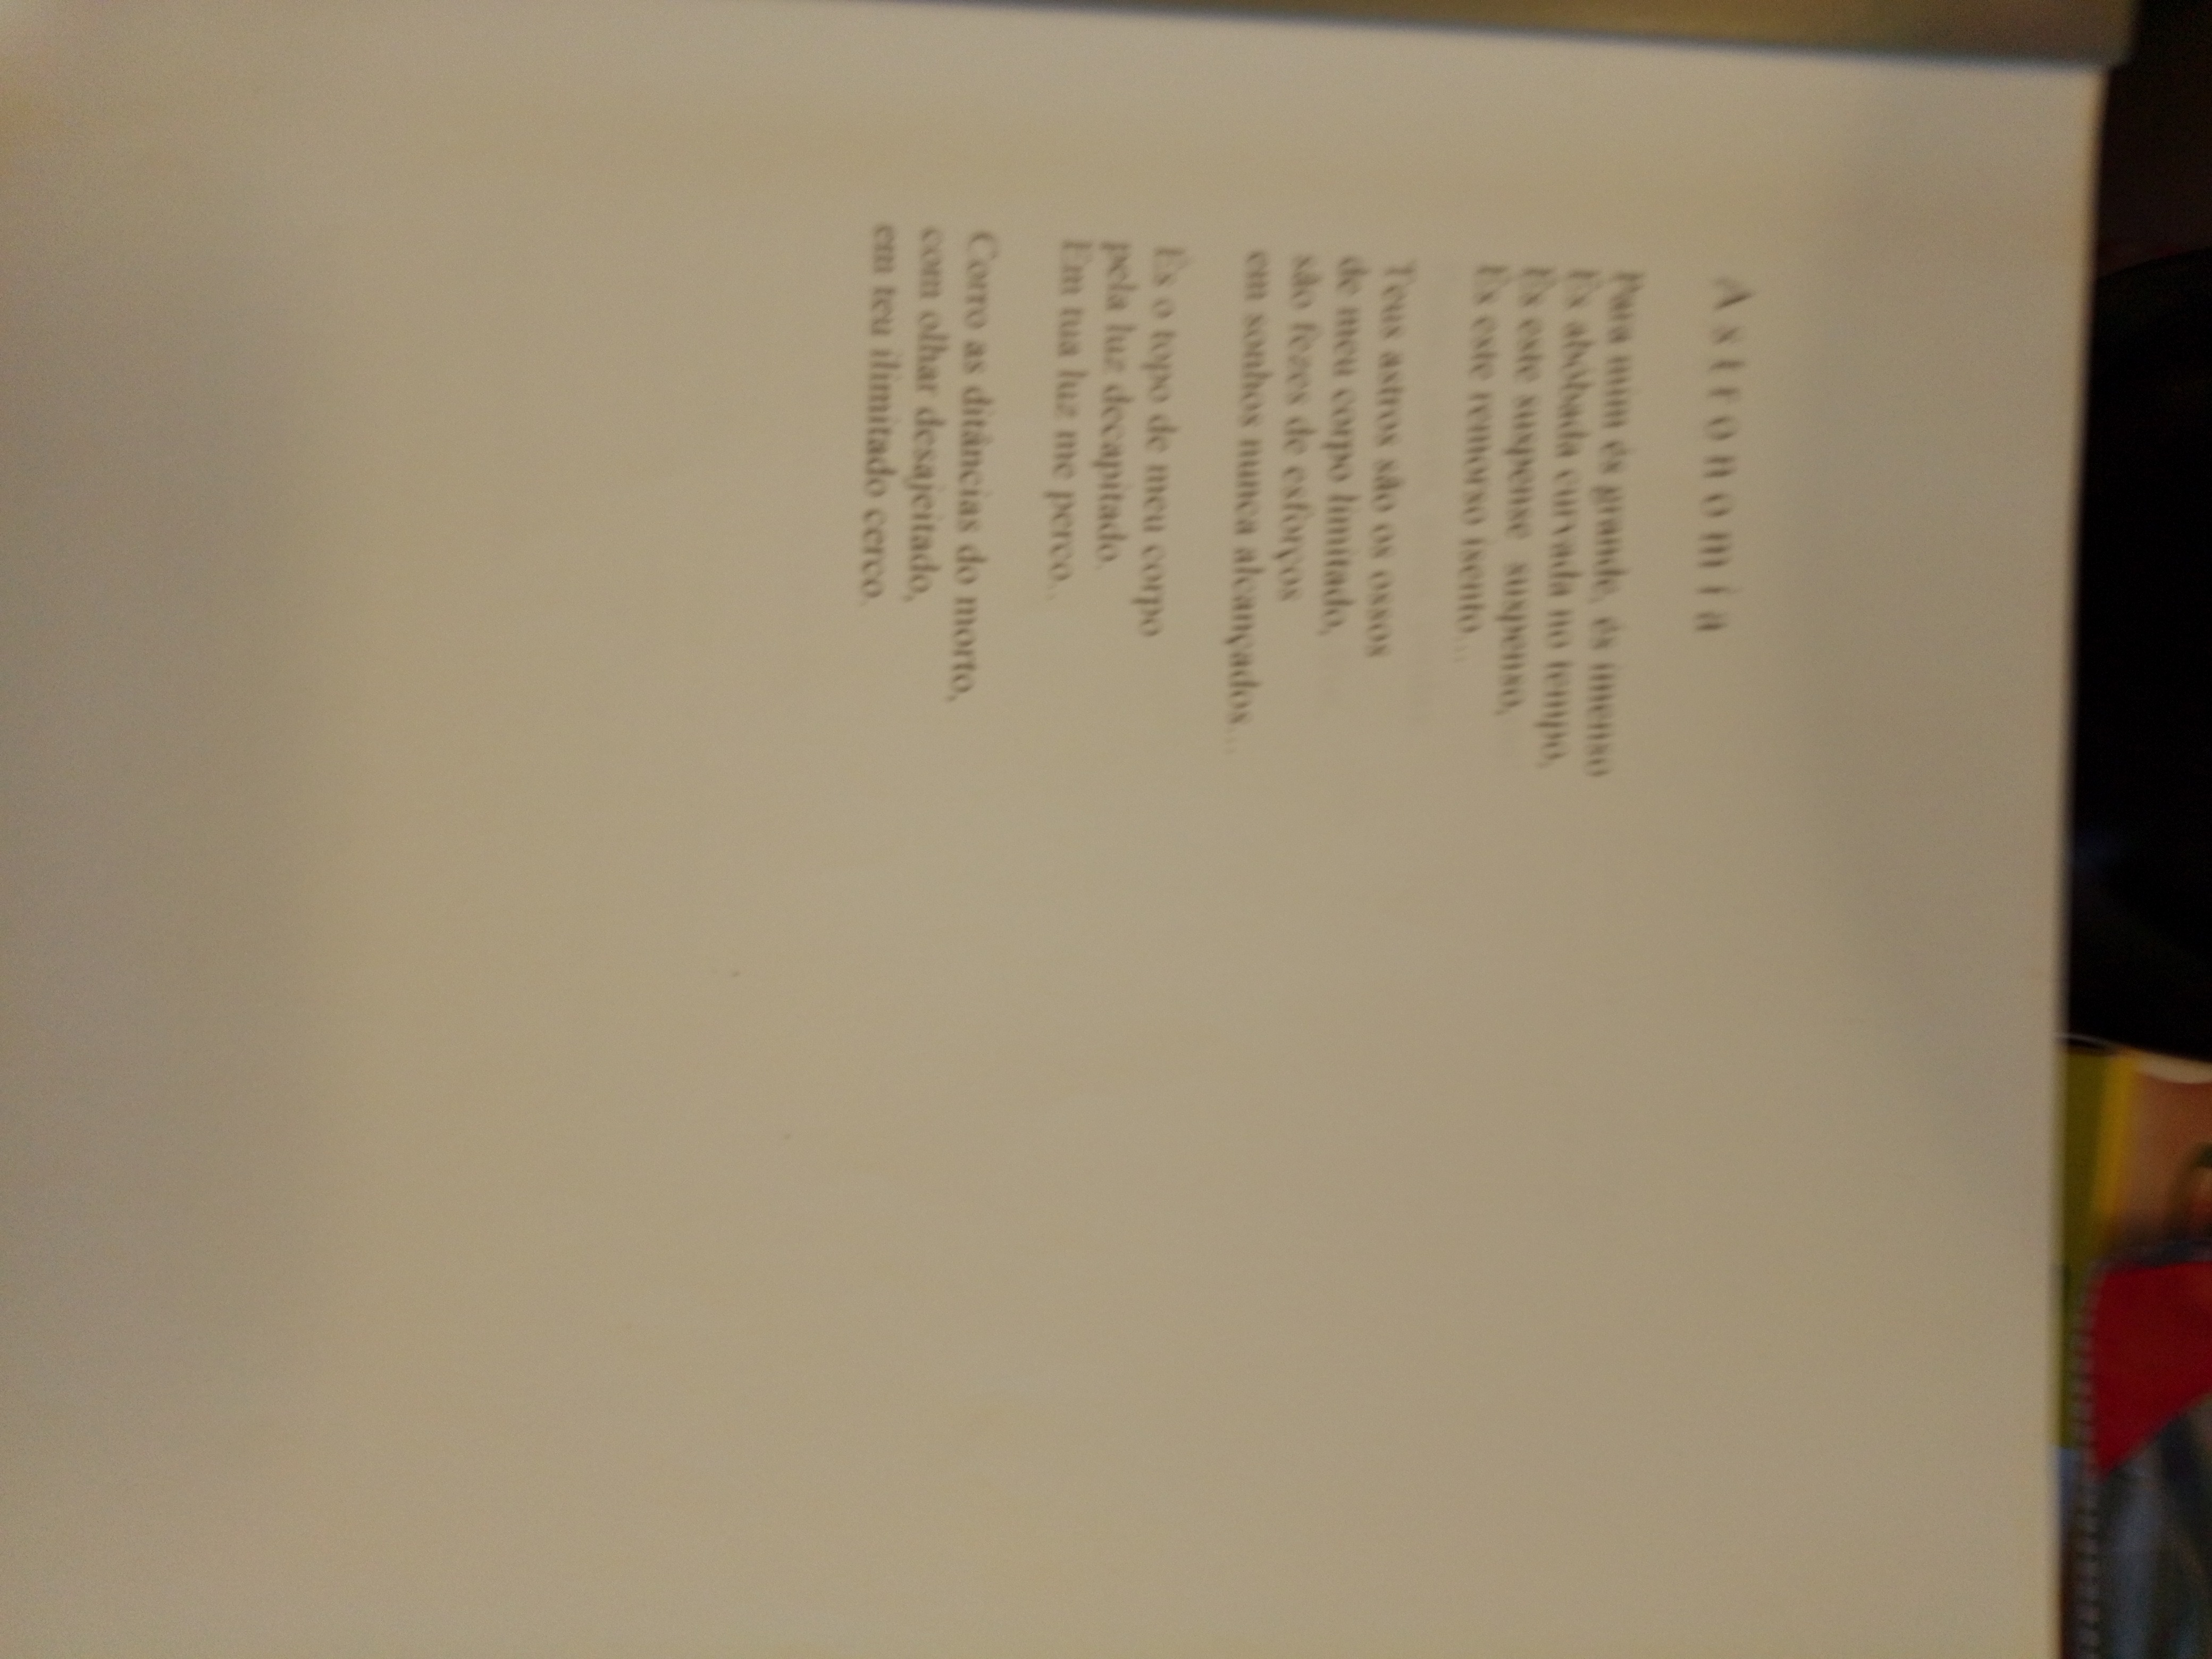 Astronomia
Para mim és grande, és imenso
És abóbada curvada no tempo,
És este suspense suspenso,
És este remorso isento...
Teus astros são os ossos
de meu corpo limitado,
são fezes de esforços
em sonhos nunca alcançados...
És o topo de meu corpo
pela luz decapitado.
Em tua luz me perco...
Corro as ditâncias do morto,
com olhar desajeitado,
em teu ilimitado cerco.